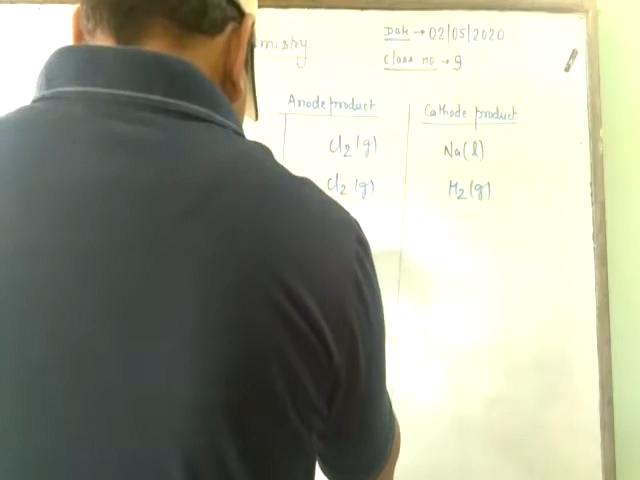 mistry Date → 02/05/2020
Class no → 9
Anode product Cathode product
Cl2(g) Na(l)
Cl2(g) H2(g)